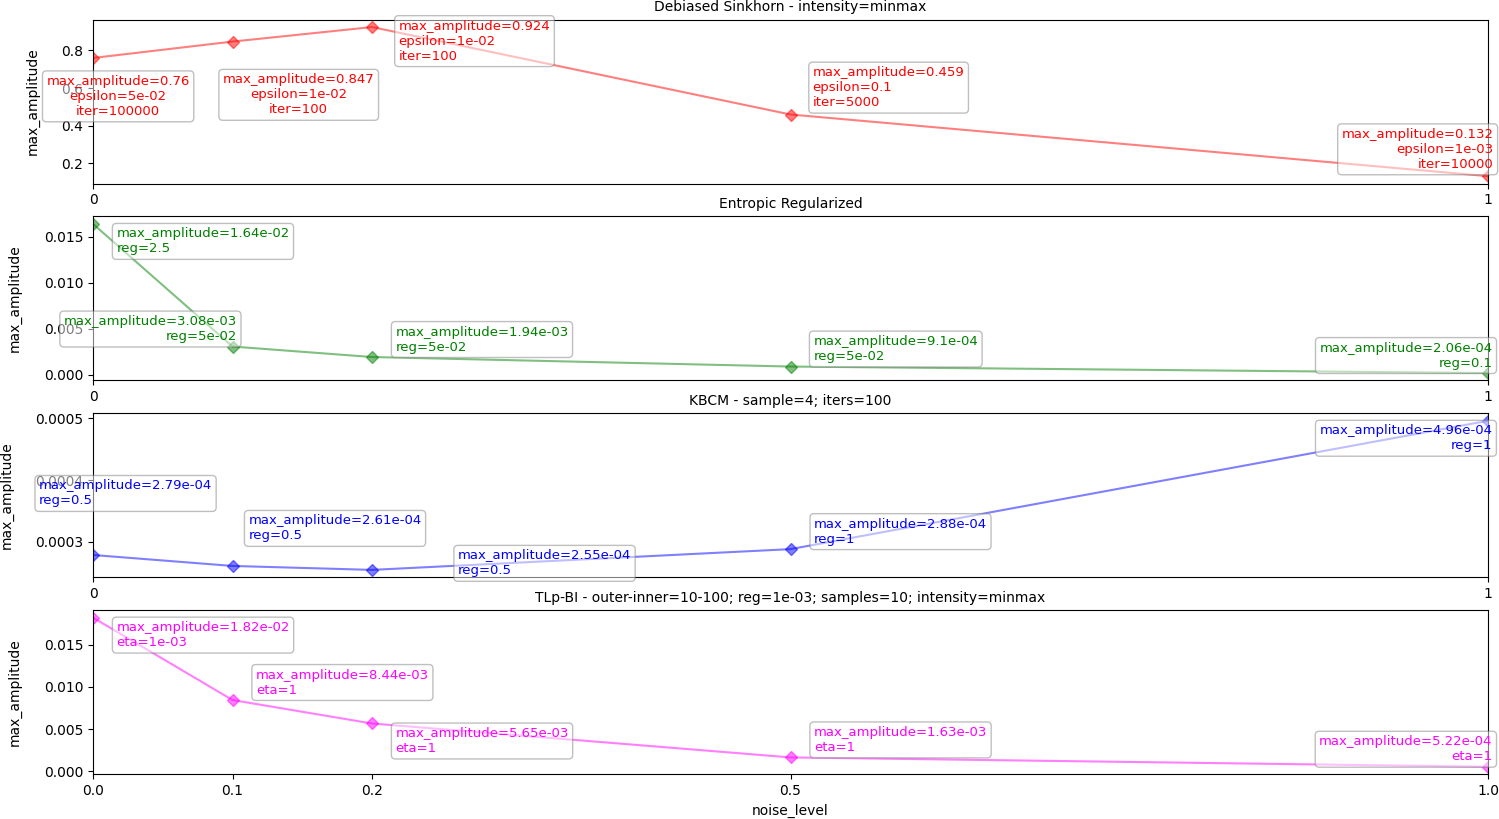 Debiased Sinkhorn - intensity=minmax
max_amplitude
0.8
0.6
0.4
0.2
max_amplitude=0.76
epsilon=5e-02
iter=100000
max_amplitude=0.847
epsilon=1e-02
iter=100
max_amplitude=0.924
epsilon=1e-02
iter=100
max_amplitude=0.459
epsilon=0.1
iter=5000
max_amplitude=0.132
epsilon=1e-03
iter=10000
0
1
Entropic Regularized
max_amplitude
0.015
0.010
0.005
0.000
max_amplitude=1.64e-02
reg=2.5
max_amplitude=3.08e-03
reg=5e-02
max_amplitude=1.94e-03
reg=5e-02
max_amplitude=9.1e-04
reg=5e-02
max_amplitude=2.06e-04
reg=0.1
0
1
KBCM - sample=4; iters=100
max_amplitude
0.0005
0.0004
0.0003
max_amplitude=2.79e-04
reg=0.5
max_amplitude=2.61e-04
reg=0.5
max_amplitude=2.55e-04
reg=0.5
max_amplitude=2.88e-04
reg=1
max_amplitude=4.96e-04
reg=1
0
1
TLp-BI - outer-inner=10-100; reg=1e-03; samples=10; intensity=minmax
max_amplitude
0.015
0.010
0.005
0.000
max_amplitude=1.82e-02
eta=1e-03
max_amplitude=8.44e-03
eta=1
max_amplitude=5.65e-03
eta=1
max_amplitude=1.63e-03
eta=1
max_amplitude=5.22e-04
eta=1
0.0
0.1
0.2
0.5
1.0
noise_level